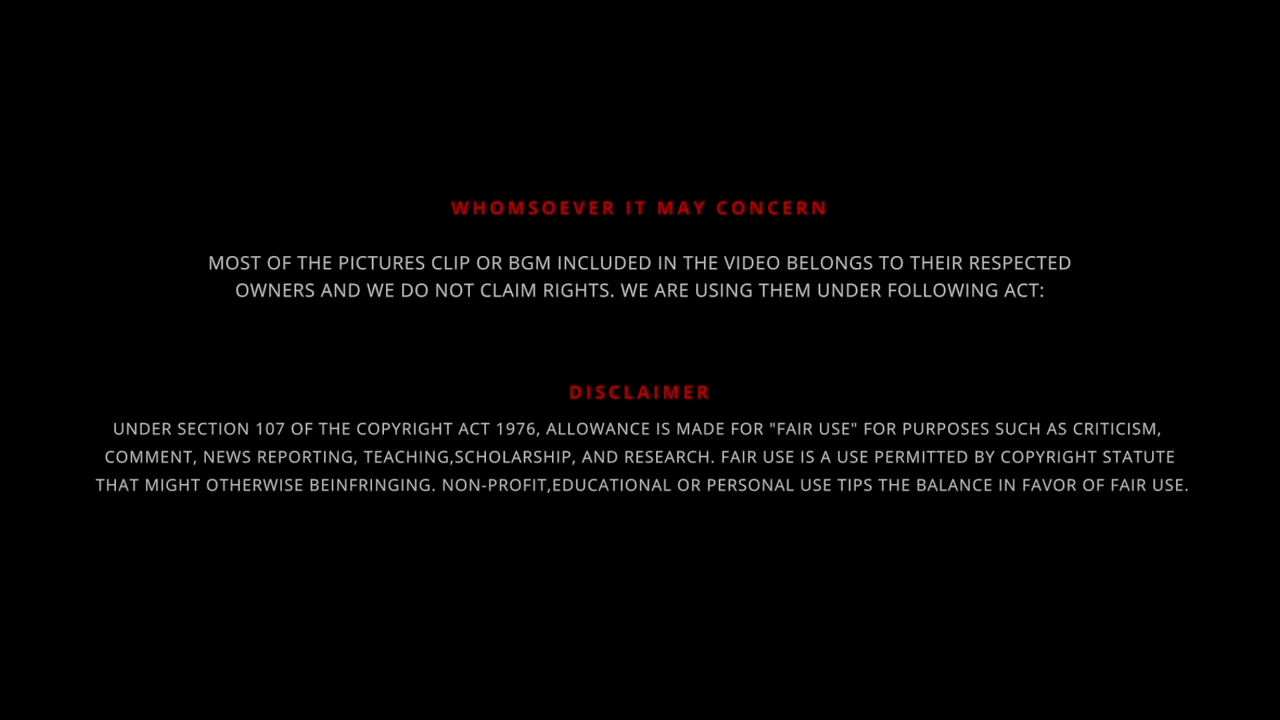 WHOMSOEVER IT MAY CONCERN
MOST OF THE PICTURES CLIP OR BGM INCLUDED IN THE VIDEO BELONGS TO THEIR RESPECTED
OWNERS AND WE DO NOT CLAIM RIGHTS. WE ARE USING THEM UNDER FOLLOWING ACT:
DISCLAIMER
UNDER SECTION 107 OF THE COPYRIGHT ACT 1976, ALLOWANCE IS MADE FOR "FAIR USE" FOR PURPOSES SUCH AS CRITICISM,
COMMENT, NEWS REPORTING, TEACHING,SCHOLARSHIP, AND RESEARCH. FAIR USE IS A USE PERMITTED BY COPYRIGHT STATUTE
THAT MIGHT OTHERWISE BEINFRINGING. NON-PROFIT,EDUCATIONAL OR PERSONAL USE TIPS THE BALANCE IN FAVOR OF FAIR USE.